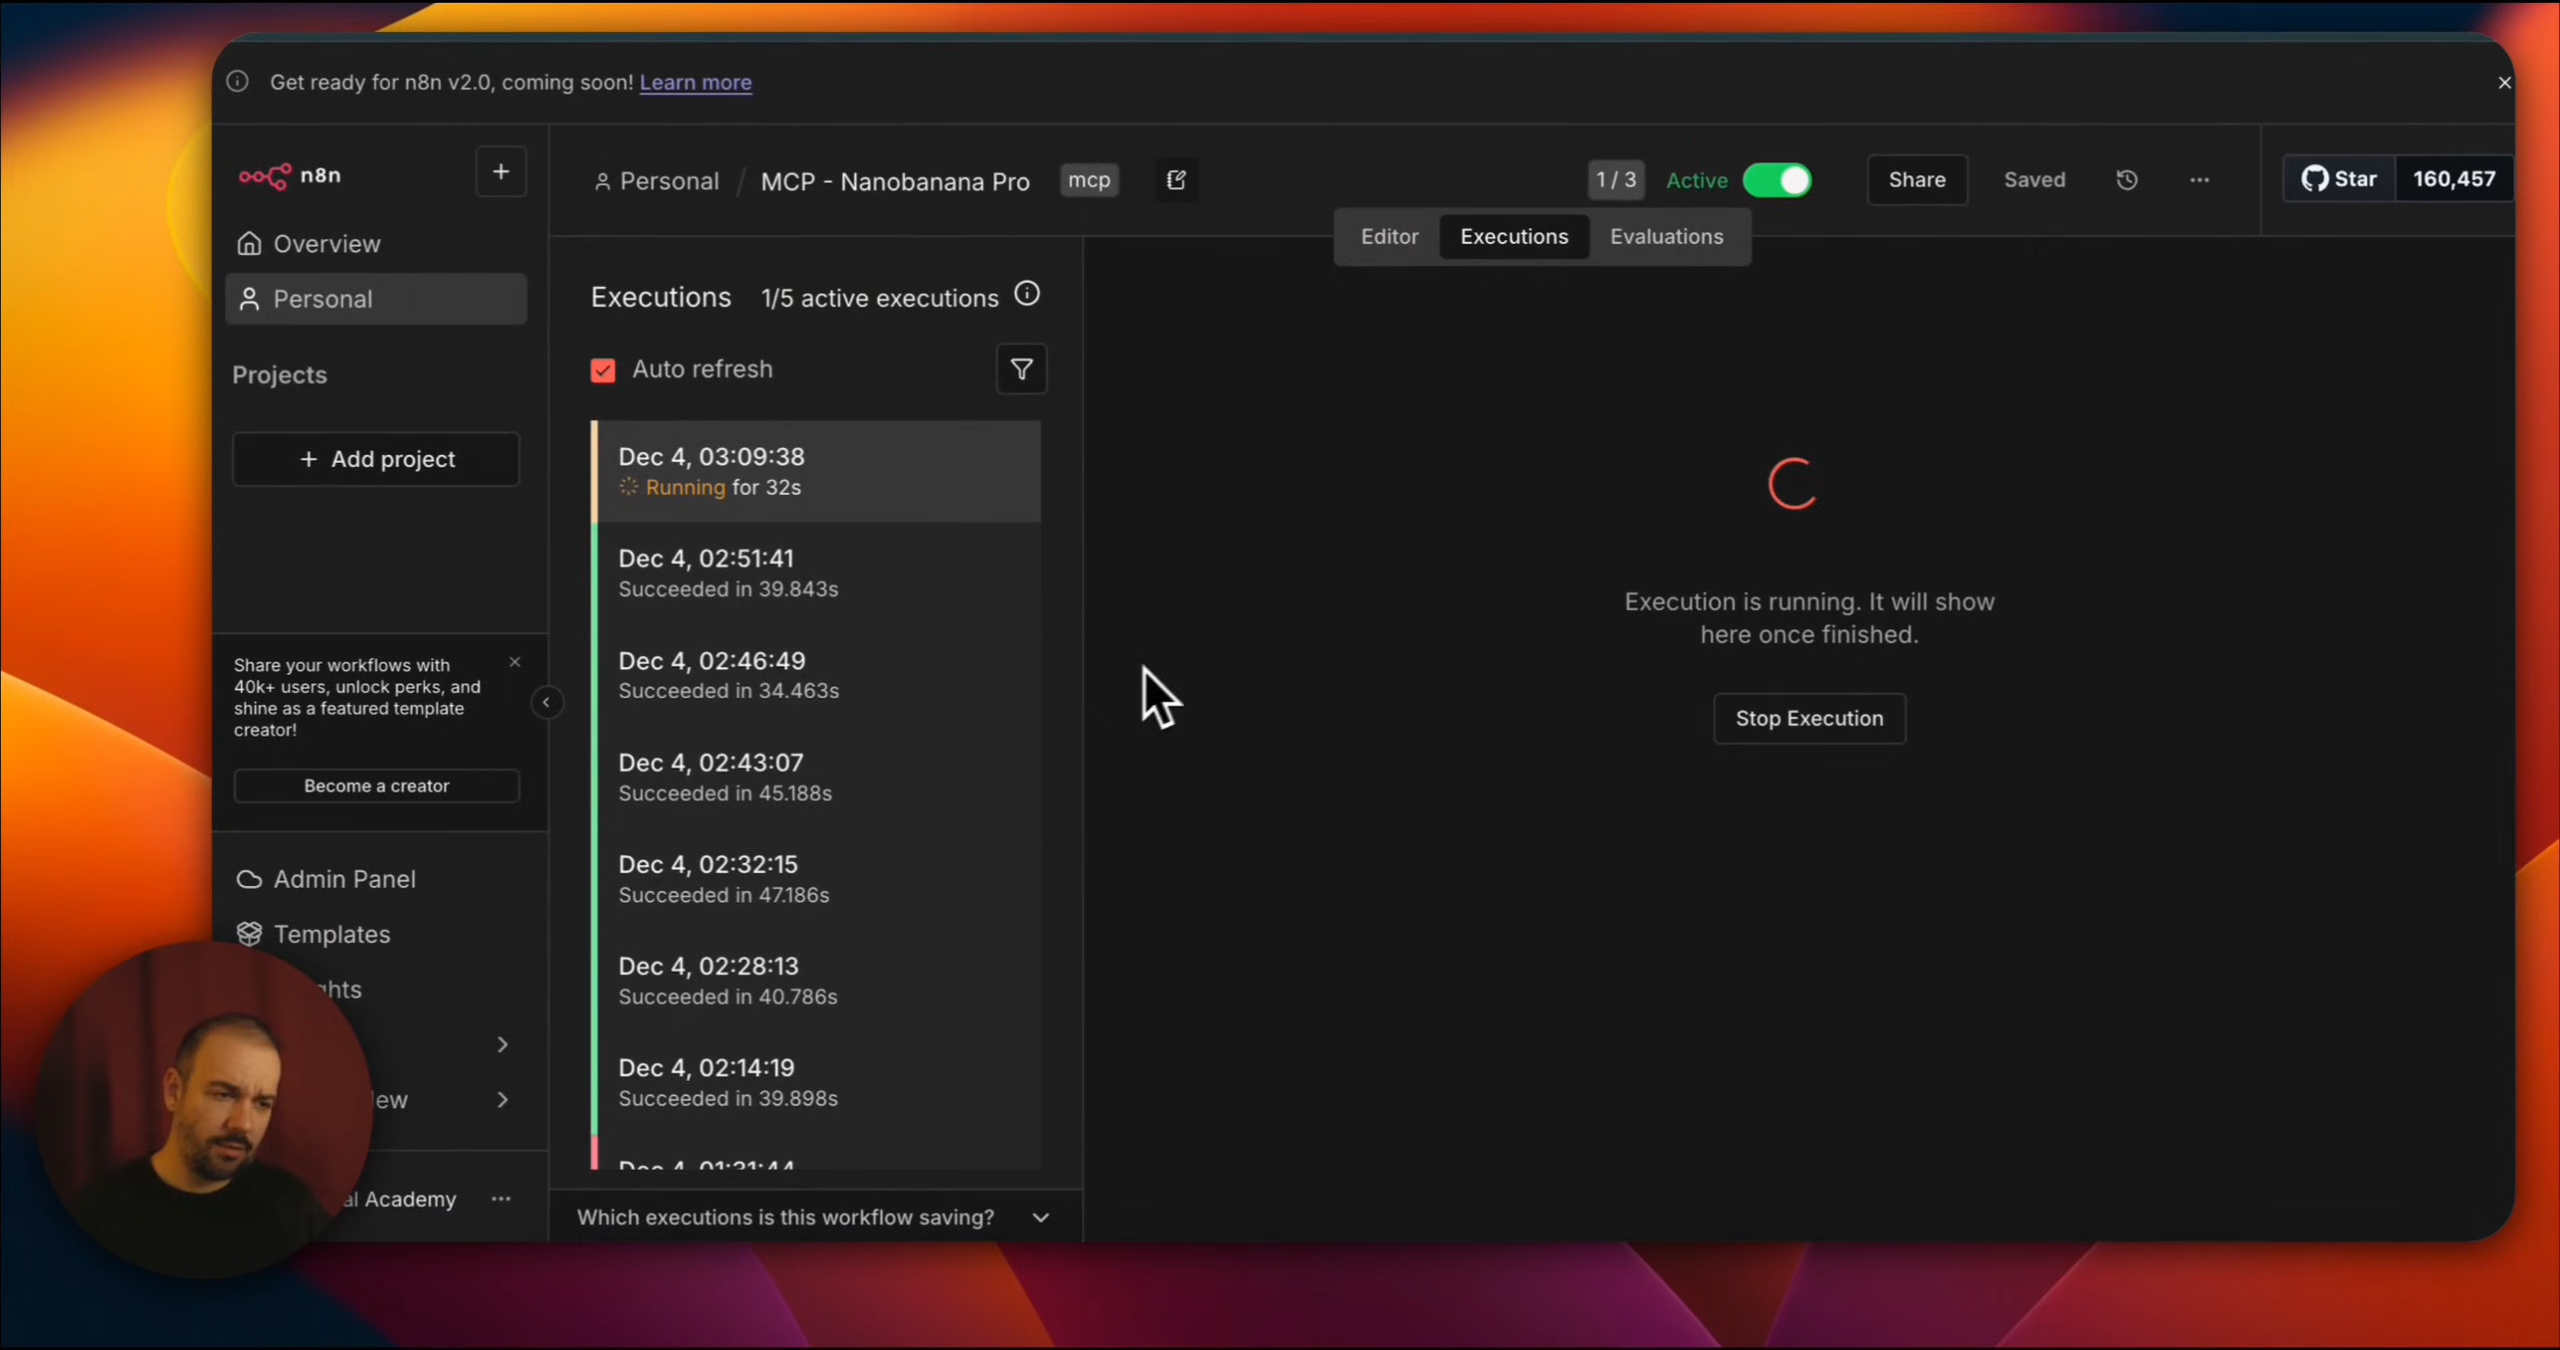 Get ready for n8n v2.0, coming soon! Learn more
n8n
Overview
Personal
Projects
Add project
Share your workflows with
40k+ users, unlock perks, and
shine as a featured template
creator!
Become a creator
Admin Panel
Templates
Academy
Personal / MCP - Nanobanana Pro mcp
1 / 3 Active Share Saved Star 160,457
Editor Executions Evaluations
Executions 1/5 active executions
Auto refresh
Dec 4, 03:09:38
Running for 32s
Dec 4, 02:51:41
Succeeded in 39.843s
Dec 4, 02:46:49
Succeeded in 34.463s
Dec 4, 02:43:07
Succeeded in 45.188s
Dec 4, 02:32:15
Succeeded in 47.186s
Dec 4, 02:28:13
Succeeded in 40.786s
Dec 4, 02:14:19
Succeeded in 39.898s
Dec 4, 01:31:44
Which executions is this workflow saving?
Execution is running. It will show
here once finished.
Stop Execution